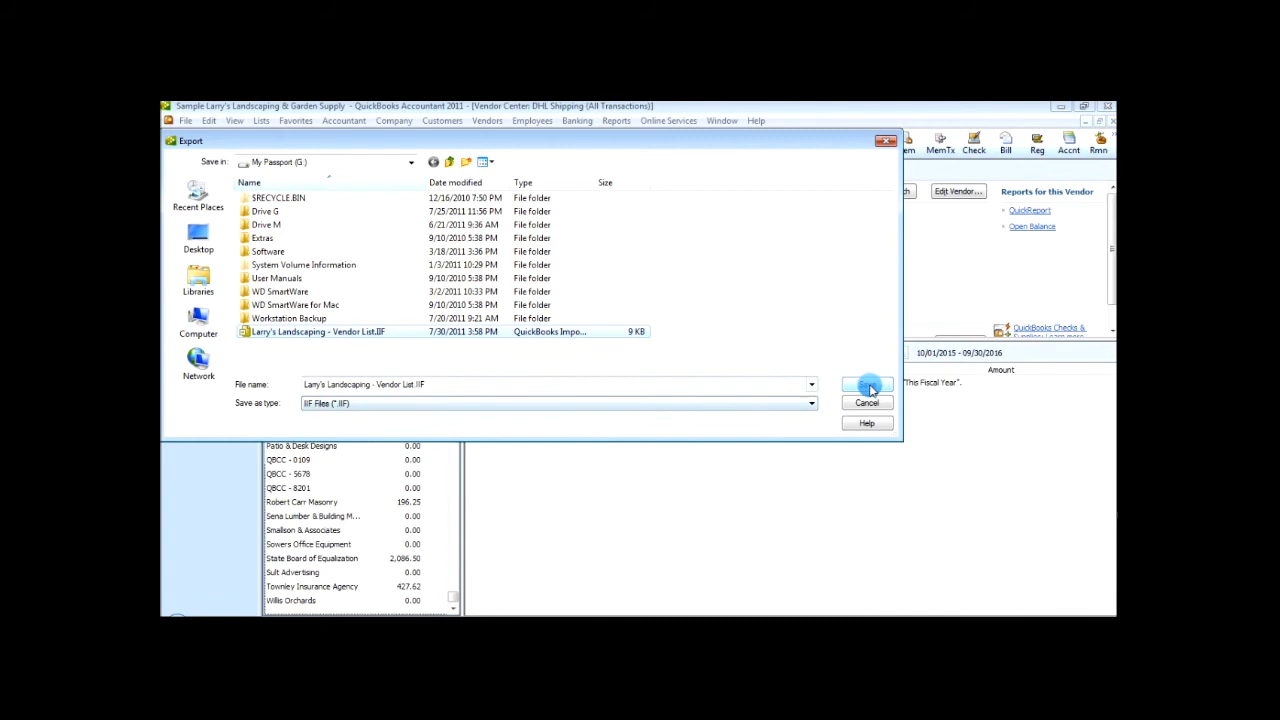 Sample Larry's Landscaping & Garden Supply - QuickBooks Accountant 2011 - [Vendor Center: DHL Shipping (All Transactions)]
File Edit View Lists Favorites Accountant Company Customers Vendors Employees Banking Reports Online Services Window Help
Export
Save in: My Passport (G:)
em MemTx Check Bill Reg Accnt Rmn
Name Date modified Type Size
ch Edit Vendor... Reports for this Vendor
$RECYCLE.BIN 12/16/2010 7:50 PM File folder
Recent Places
Drive G 7/25/2011 11:56 PM File folder
QuickReport
Drive M 6/21/2011 9:36 AM File folder
Open Balance
Extras 9/10/2010 5:38 PM File folder
Desktop
Software 3/18/2011 3:36 PM File folder
System Volume Information 1/3/2011 10:29 PM File folder
User Manuals 9/10/2010 5:38 PM File folder
Libraries
WD SmartWare 3/2/2011 10:33 PM File folder
WD SmartWare for Mac 9/10/2010 5:38 PM File folder
Workstation Backup 7/20/2011 9:21 AM File folder
Computer
Larry's Landscaping - Vendor List.IIF 7/30/2011 3:58 PM QuickBooks Impo... 9 KB
QuickBooks Checks &
Supplies: Learn more
10/01/2015 - 09/30/2016
Amount
Network
File name: Larry's Landscaping - Vendor List.IIF Save
"This Fiscal Year".
Save as type: IIF Files (*.IIF) Cancel
Help
Patio & Desk Designs 0.00
QBCC - 0109 0.00
QBCC - 5678 0.00
QBCC - 8201 0.00
Robert Carr Masonry 196.25
Sena Lumber & Building M... 0.00
Smallson & Associates 0.00
Sowers Office Equipment 0.00
State Board of Equalization 2,086.50
Sult Advertising 0.00
Townley Insurance Agency 427.62
Willis Orchards 0.00